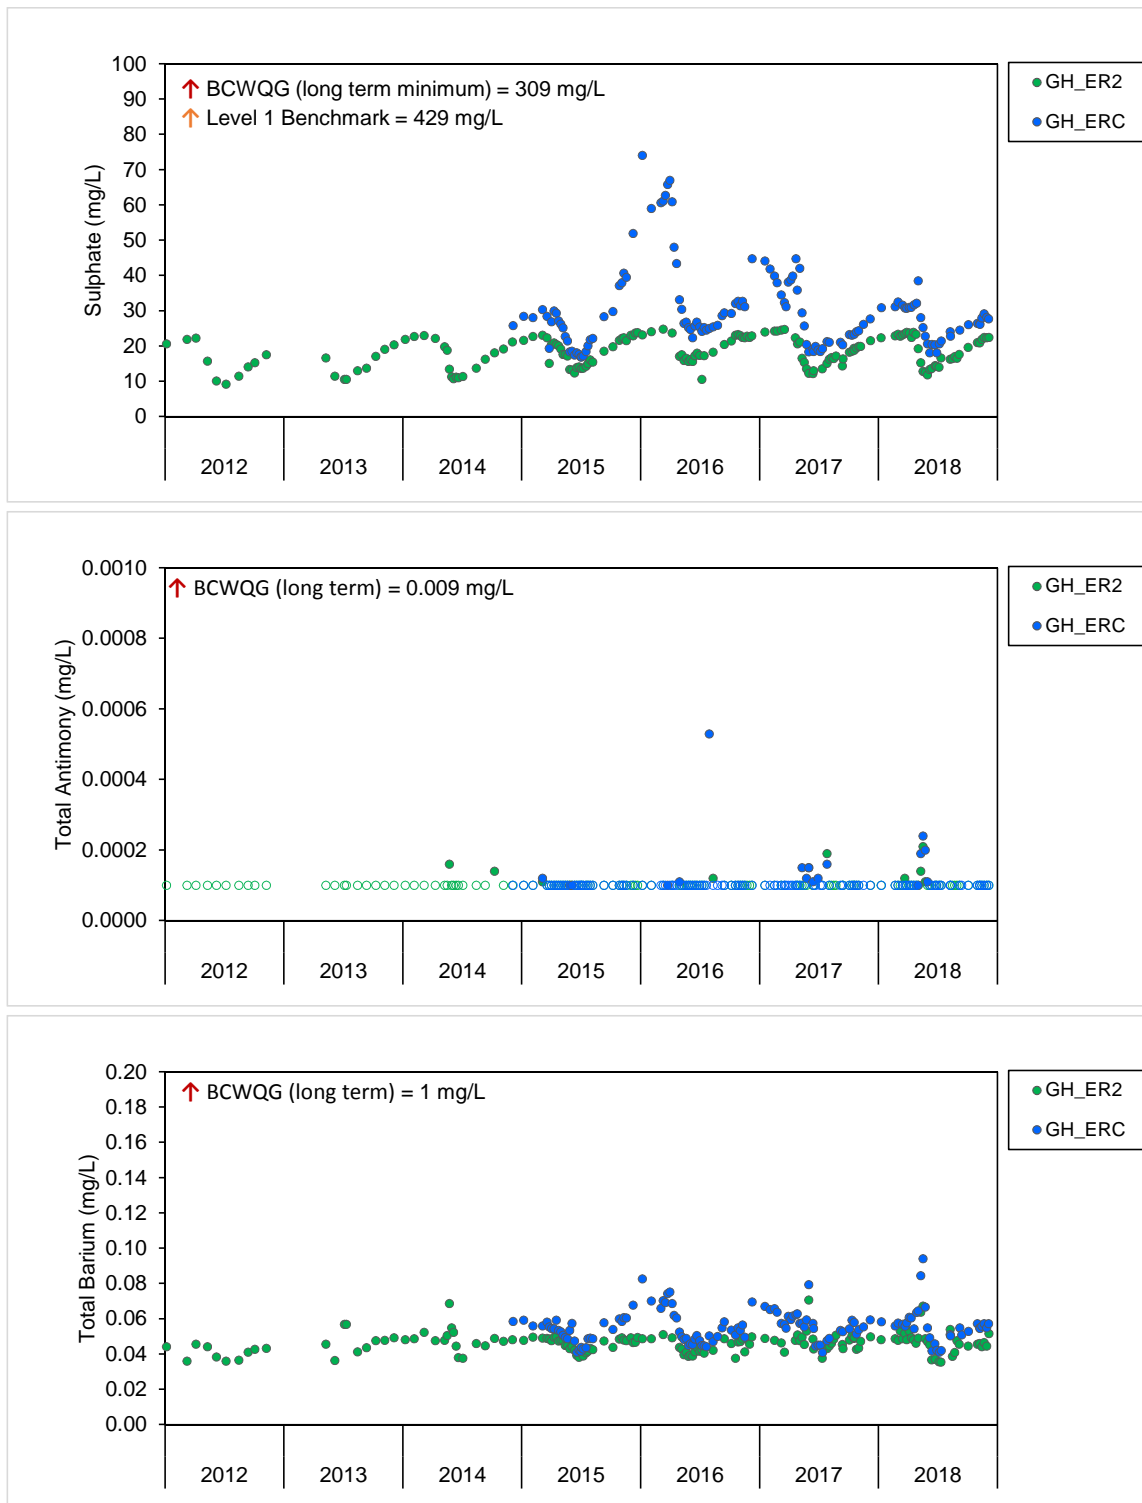 100
90
80
70
60
50
40
30
20
10
0
Sulphate (mg/L)
↑ BCWQG (long term minimum) = 309 mg/L
↑ Level 1 Benchmark = 429 mg/L
2012 2013 2014 2015 2016 2017 2018
GH_ER2
GH_ERC
0.0010
0.0008
0.0006
0.0004
0.0002
0.0000
Total Antimony (mg/L)
↑ BCWQG (long term) = 0.009 mg/L
2012 2013 2014 2015 2016 2017 2018
GH_ER2
GH_ERC
0.20
0.18
0.16
0.14
0.12
0.10
0.08
0.06
0.04
0.02
0.00
Total Barium (mg/L)
↑ BCWQG (long term) = 1 mg/L
2012 2013 2014 2015 2016 2017 2018
GH_ER2
GH_ERC